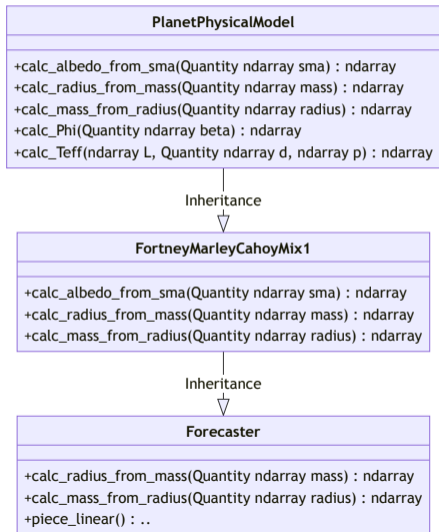 PlanetPhysicalModel
+calc_albedo_from_sma(Quantity ndarray sma) : ndarray
+calc_radius_from_mass(Quantity ndarray mass) : ndarray
+calc_mass_from_radius(Quantity ndarray radius) : ndarray
+calc_Phi(Quantity ndarray beta) : ndarray
+calc_Teff(ndarray L, Quantity ndarray d, ndarray p) : ndarray
Inheritance
FortneyMarleyCahoyMix1
+calc_albedo_from_sma(Quantity ndarray sma) : ndarray
+calc_radius_from_mass(Quantity ndarray mass) : ndarray
+calc_mass_from_radius(Quantity ndarray radius) : ndarray
Inheritance
Forecaster
+calc_radius_from_mass(Quantity ndarray mass) : ndarray
+calc_mass_from_radius(Quantity ndarray radius) : ndarray
+piece_linear() : ..